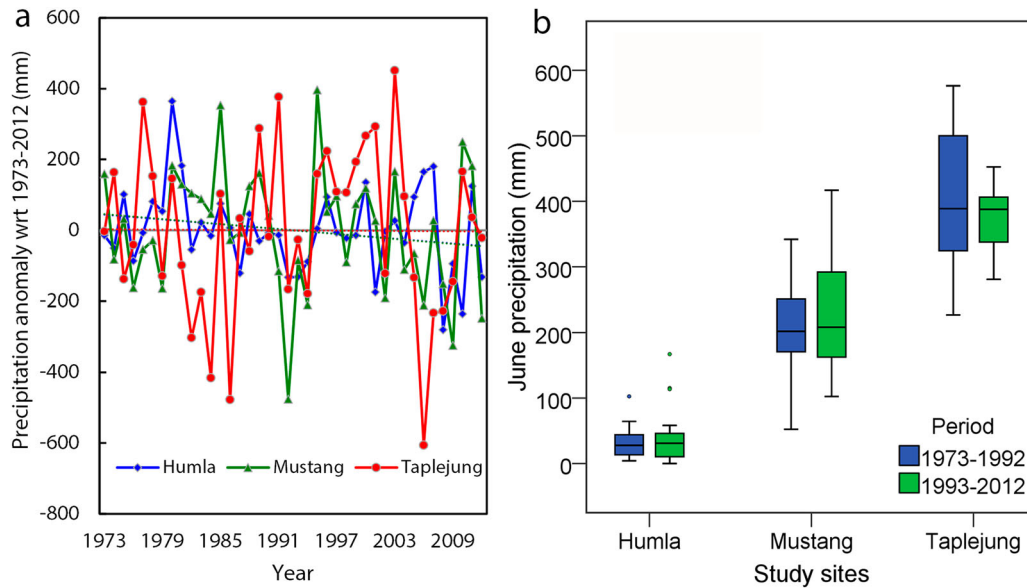 a
Precipitation anomaly wrt 1973-2012 (mm)
600
400
200
0
-200
-400
-600
-800
Humla Mustang Taplejung
1973 1979 1985 1991 1997 2003 2009
Year
b
June precipitation (mm)
600
500
400
300
200
100
0
Period
1973-1992
1993-2012
Humla Mustang Taplejung
Study sites